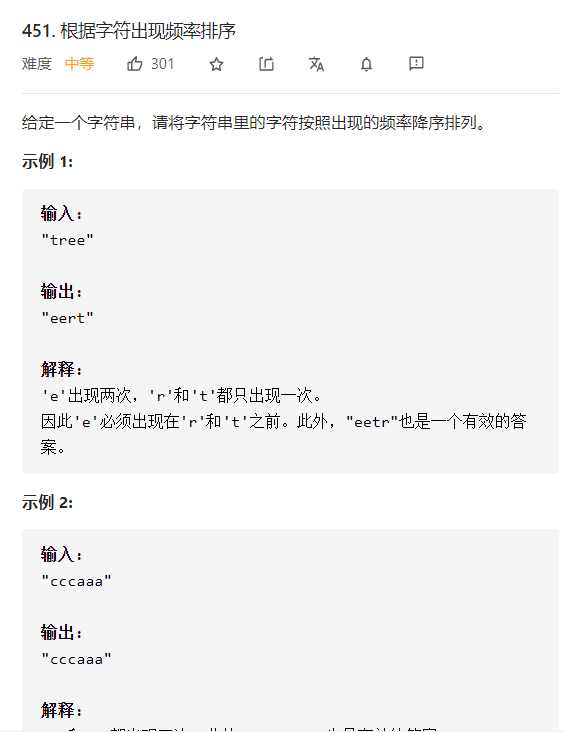 451. 根据字符出现频率排序
难度 中等 301
给定一个字符串，请将字符串里的字符按照出现的频率降序排列。
示例 1:
输入:
"tree"
输出:
"eert"
解释:
'e'出现两次，'r'和't'都只出现一次。
因此'e'必须出现在'r'和't'之前。此外，"eetr"也是一个有效的答
案。
示例 2:
输入:
"cccaaa"
输出:
"cccaaa"
解释: